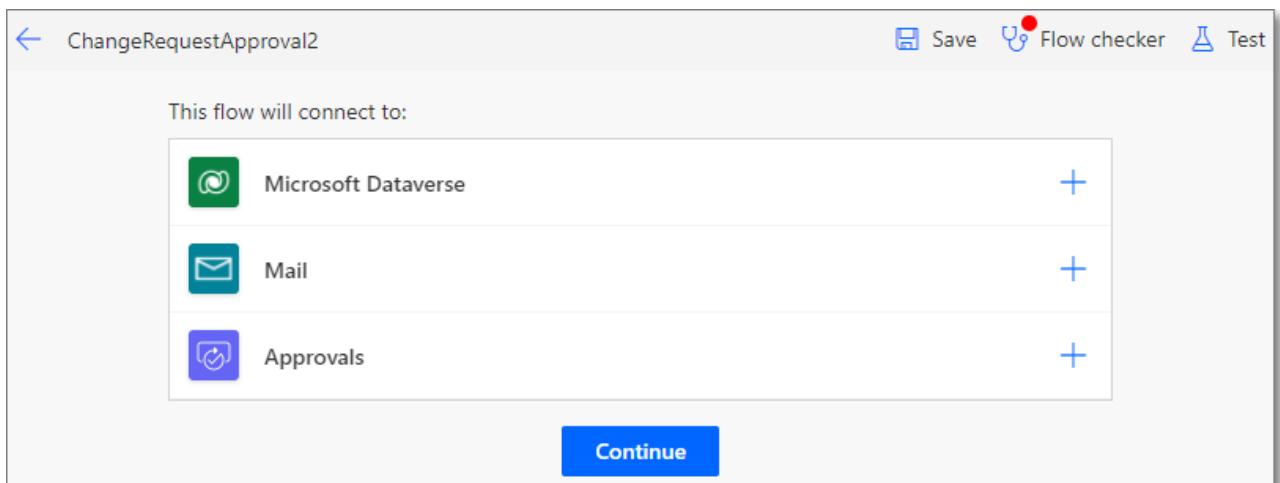 ChangeRequestApproval2 Save Flow checker Test
This flow will connect to:
Microsoft Dataverse
Mail
Approvals
Continue